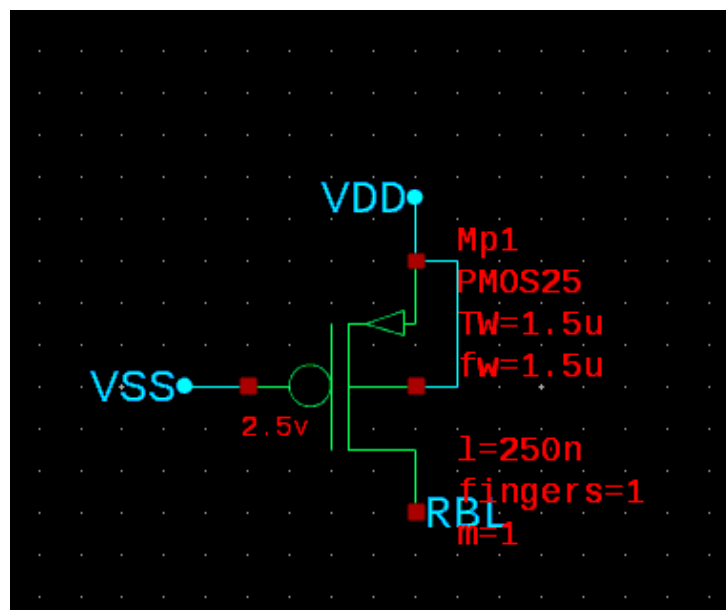 VDD
Mp1
PMOS25
TW=1.5u
fw=1.5u
VSS
2.5v
l=250n
fingers=1
RBL
m=1